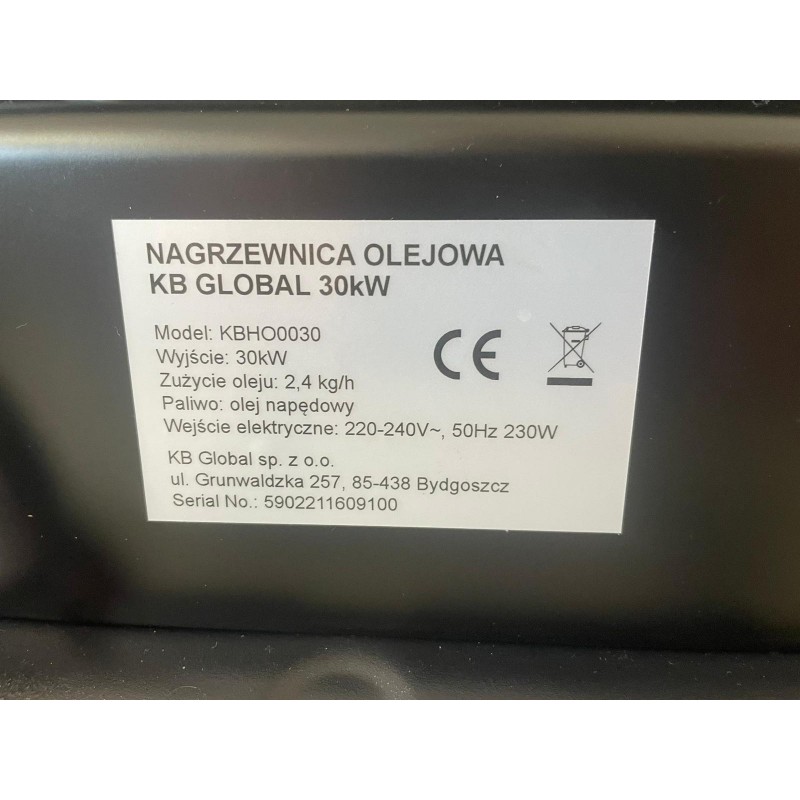 NAGRZEWNICA OLEJOWA
KB GLOBAL 30kW
Model: KBHO0030
Wyjście: 30kW
Zużycie oleju: 2,4 kg/h
Paliwo: olej napędowy
Wejście elektryczne: 220-240V~, 50Hz 230W
CE
KB Global sp. z o.o.
ul. Grunwaldzka 257, 85-438 Bydgoszcz
Serial No.: 5902211609100